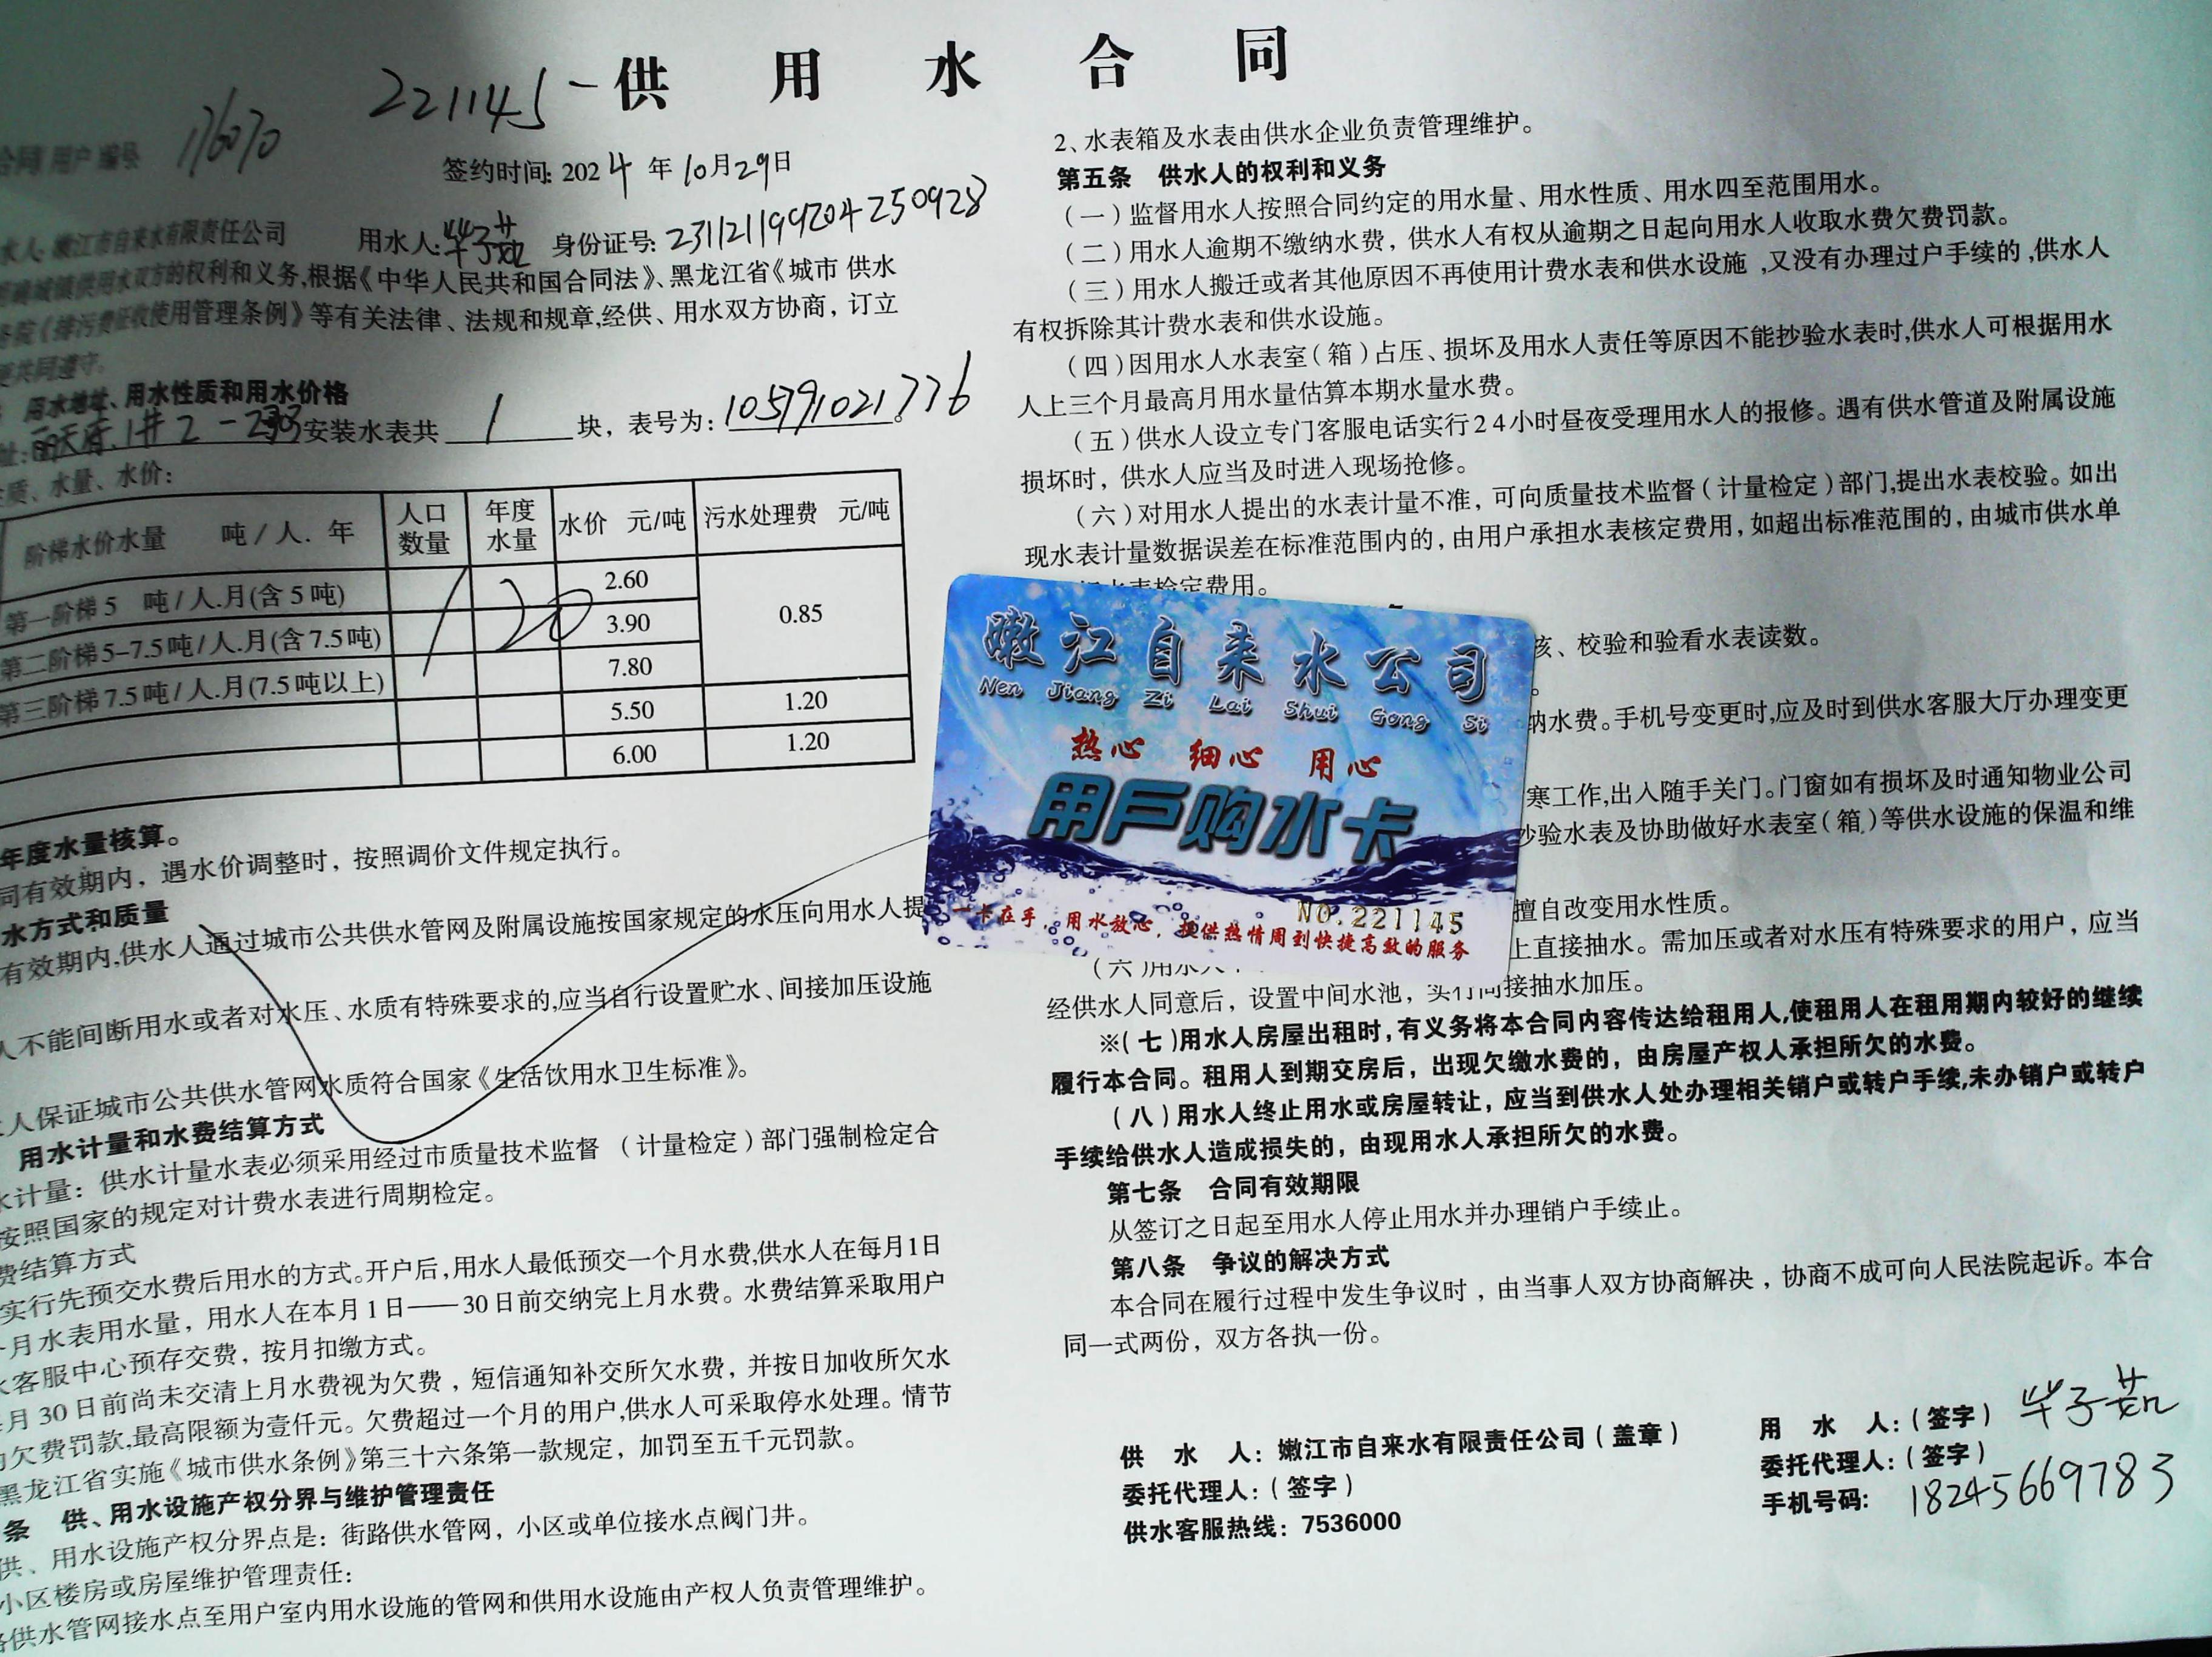 221145-供用水合同
合同用户编号 176070
签约时间: 2024年10月29日
水人: 嫩江市自来水有限责任公司 用水人: 毕子茹 身份证号: 231121199204250928
明确城镇供用水双方的权利和义务,根据《中华人民共和国合同法》、黑龙江省《城市供水
务院《排污费征收使用管理条例》等有关法律、法规和规章,经供、用水双方协商，订立
便共同遵守。
用水地址、用水性质和用水价格
址: 天府 1井2-2 安装水表共 1 块，表号为: 105791021776。
质、水量、水价:
阶梯水价水量 吨/人.年 人口数量 年度水量 水价 元/吨 污水处理费 元/吨
第一阶梯5 吨/人.月(含5吨) 1 120 2.60 0.85
第二阶梯5-7.5吨/人.月(含7.5吨) 3.90
第三阶梯7.5吨/人.月(7.5吨以上) 7.80
5.50 1.20
6.00 1.20
年度水量核算。
同有效期内，遇水价调整时，按照调价文件规定执行。
水方式和质量
有效期内,供水人通过城市公共供水管网及附属设施按国家规定的水压向用水人提
人不能间断用水或者对水压、水质有特殊要求的,应当自行设置贮水、间接加压设施
人保证城市公共供水管网水质符合国家《生活饮用水卫生标准》。
用水计量和水费结算方式
水计量：供水计量水表必须采用经过市质量技术监督（计量检定）部门强制检定合
按照国家的规定对计费水表进行周期检定。
费结算方式
实行先预交水费后用水的方式。开户后,用水人最低预交一个月水费,供水人在每月1日
月水表用水量，用水人在本月1日——30日前交纳完上月水费。水费结算采取用户
客服中心预存交费，按月扣缴方式。
月30日前尚未交清上月水费视为欠费，短信通知补交所欠水费，并按日加收所欠水
欠费罚款,最高限额为壹仟元。欠费超过一个月的用户,供水人可采取停水处理。情节
黑龙江省实施《城市供水条例》第三十六条第一款规定，加罚至五千元罚款。
条 供、用水设施产权分界与维护管理责任
供、用水设施产权分界点是：街路供水管网，小区或单位接水点阀门井。
小区楼房或房屋维护管理责任：
供水管网接水点至用户室内用水设施的管网和供用水设施由产权人负责管理维护。
2、水表箱及水表由供水企业负责管理维护。
第五条 供水人的权利和义务
（一）监督用水人按照合同约定的用水量、用水性质、用水四至范围用水。
（二）用水人逾期不缴纳水费，供水人有权从逾期之日起向用水人收取水费欠费罚款。
（三）用水人搬迁或者其他原因不再使用计费水表和供水设施,又没有办理过户手续的,供水人
有权拆除其计费水表和供水设施。
（四）因用水人水表室（箱）占压、损坏及用水人责任等原因不能抄验水表时,供水人可根据用水
人上三个月最高月用水量估算本期水量水费。
（五）供水人设立专门客服电话实行24小时昼夜受理用水人的报修。遇有供水管道及附属设施
损坏时，供水人应当及时进入现场抢修。
（六）对用水人提出的水表计量不准，可向质量技术监督（计量检定）部门,提出水表校验。如出
现水表计量数据误差在标准范围内的，由用户承担水表核定费用，如超出标准范围的，由城市供水单
水表检定费用。
核、校验和验看水表读数。
纳水费。手机号变更时,应及时到供水客服大厅办理变更
寒工作,出入随手关门。门窗如有损坏及时通知物业公司
抄验水表及协助做好水表室（箱）等供水设施的保温和维
擅自改变用水性质。
上直接抽水。需加压或者对水压有特殊要求的用户，应当
（六）用水人
经供水人同意后，设置中间水池，实行间接抽水加压。
※（七）用水人房屋出租时,有义务将本合同内容传达给租用人,使租用人在租用期内较好的继续
履行本合同。租用人到期交房后，出现欠缴水费的，由房屋产权人承担所欠的水费。
（八）用水人终止用水或房屋转让，应当到供水人处办理相关销户或转户手续,未办销户或转户
手续给供水人造成损失的，由现用水人承担所欠的水费。
第七条 合同有效期限
从签订之日起至用水人停止用水并办理销户手续止。
第八条 争议的解决方式
本合同在履行过程中发生争议时，由当事人双方协商解决，协商不成可向人民法院起诉。本合
同一式两份，双方各执一份。
供水人：嫩江市自来水有限责任公司（盖章）
委托代理人：（签字）
供水客服热线：7536000
用水人：（签字）毕子茹
委托代理人：（签字）
手机号码：18245669783
嫩江自来水公司
Nen Jiang Zi Lai Shui Gong Si
热心 细心 用心
用戶购水卡
NO.221145
一卡在手，用水放心，提供热情周到快捷高效的服务